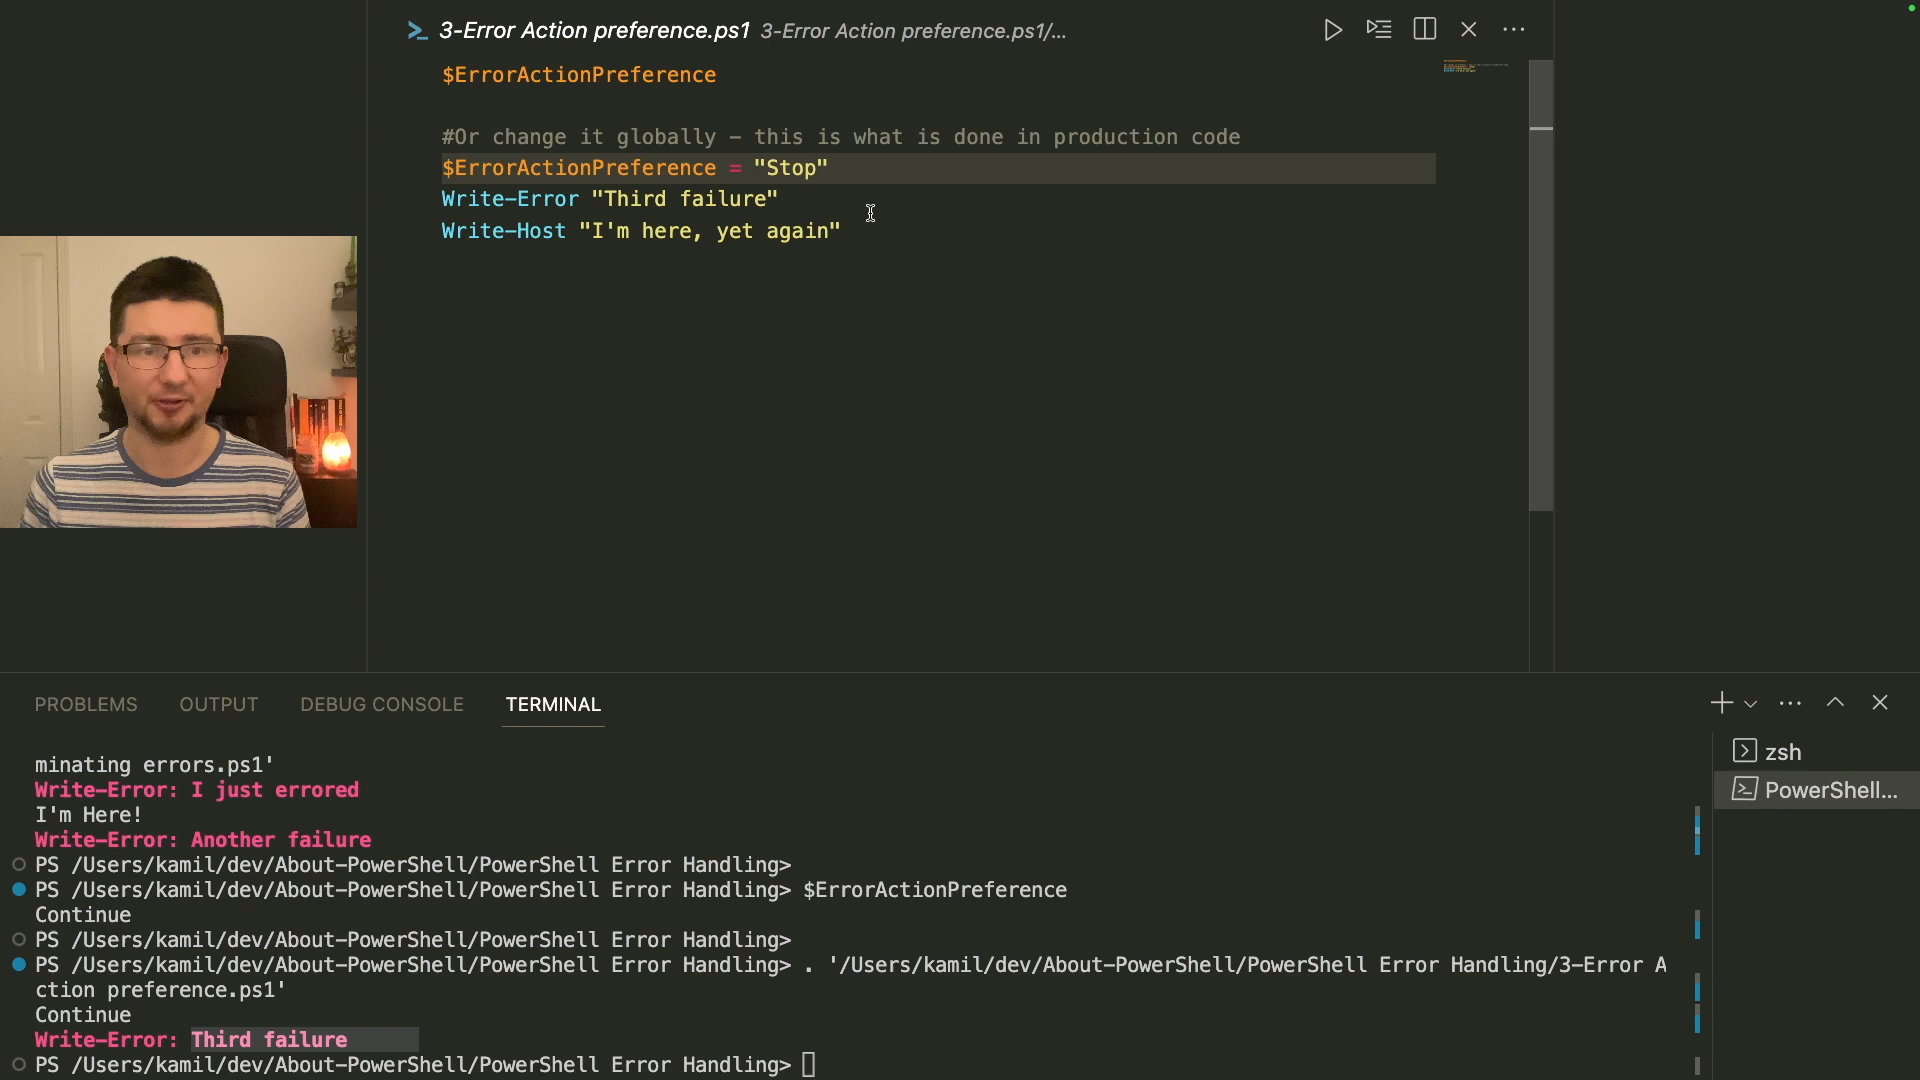 3-Error Action preference.ps1 3-Error Action preference.ps1/...
$ErrorActionPreference
#Or change it globally - this is what is done in production code
$ErrorActionPreference = "Stop"
Write-Error "Third failure"
Write-Host "I'm here, yet again"
PROBLEMS OUTPUT DEBUG CONSOLE TERMINAL
zsh
PowerShell...
minating errors.ps1'
Write-Error: I just errored
I'm Here!
Write-Error: Another failure
PS /Users/kamil/dev/About-PowerShell/PowerShell Error Handling>
PS /Users/kamil/dev/About-PowerShell/PowerShell Error Handling> $ErrorActionPreference
Continue
PS /Users/kamil/dev/About-PowerShell/PowerShell Error Handling>
PS /Users/kamil/dev/About-PowerShell/PowerShell Error Handling> . '/Users/kamil/dev/About-PowerShell/PowerShell Error Handling/3-Error A
ction preference.ps1'
Continue
Write-Error: Third failure
PS /Users/kamil/dev/About-PowerShell/PowerShell Error Handling>